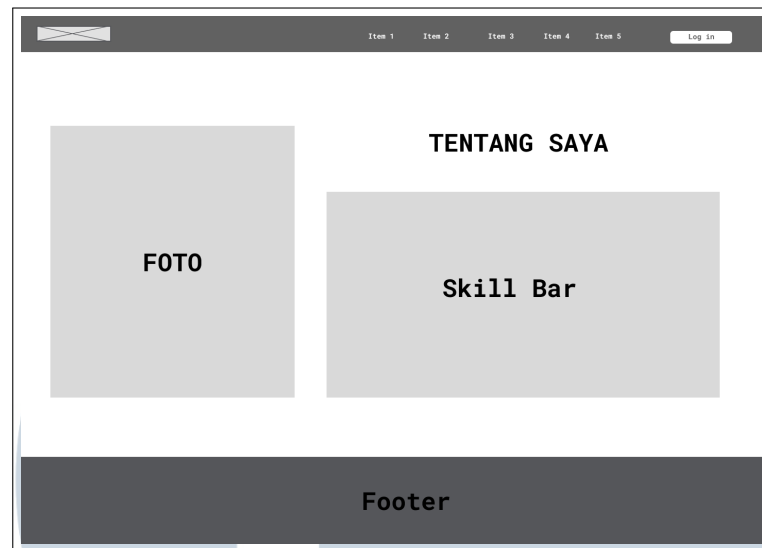 Item 1 Item 2 Item 3 Item 4 Item 5 Log in
TENTANG SAYA
FOTO
Skill Bar
Footer